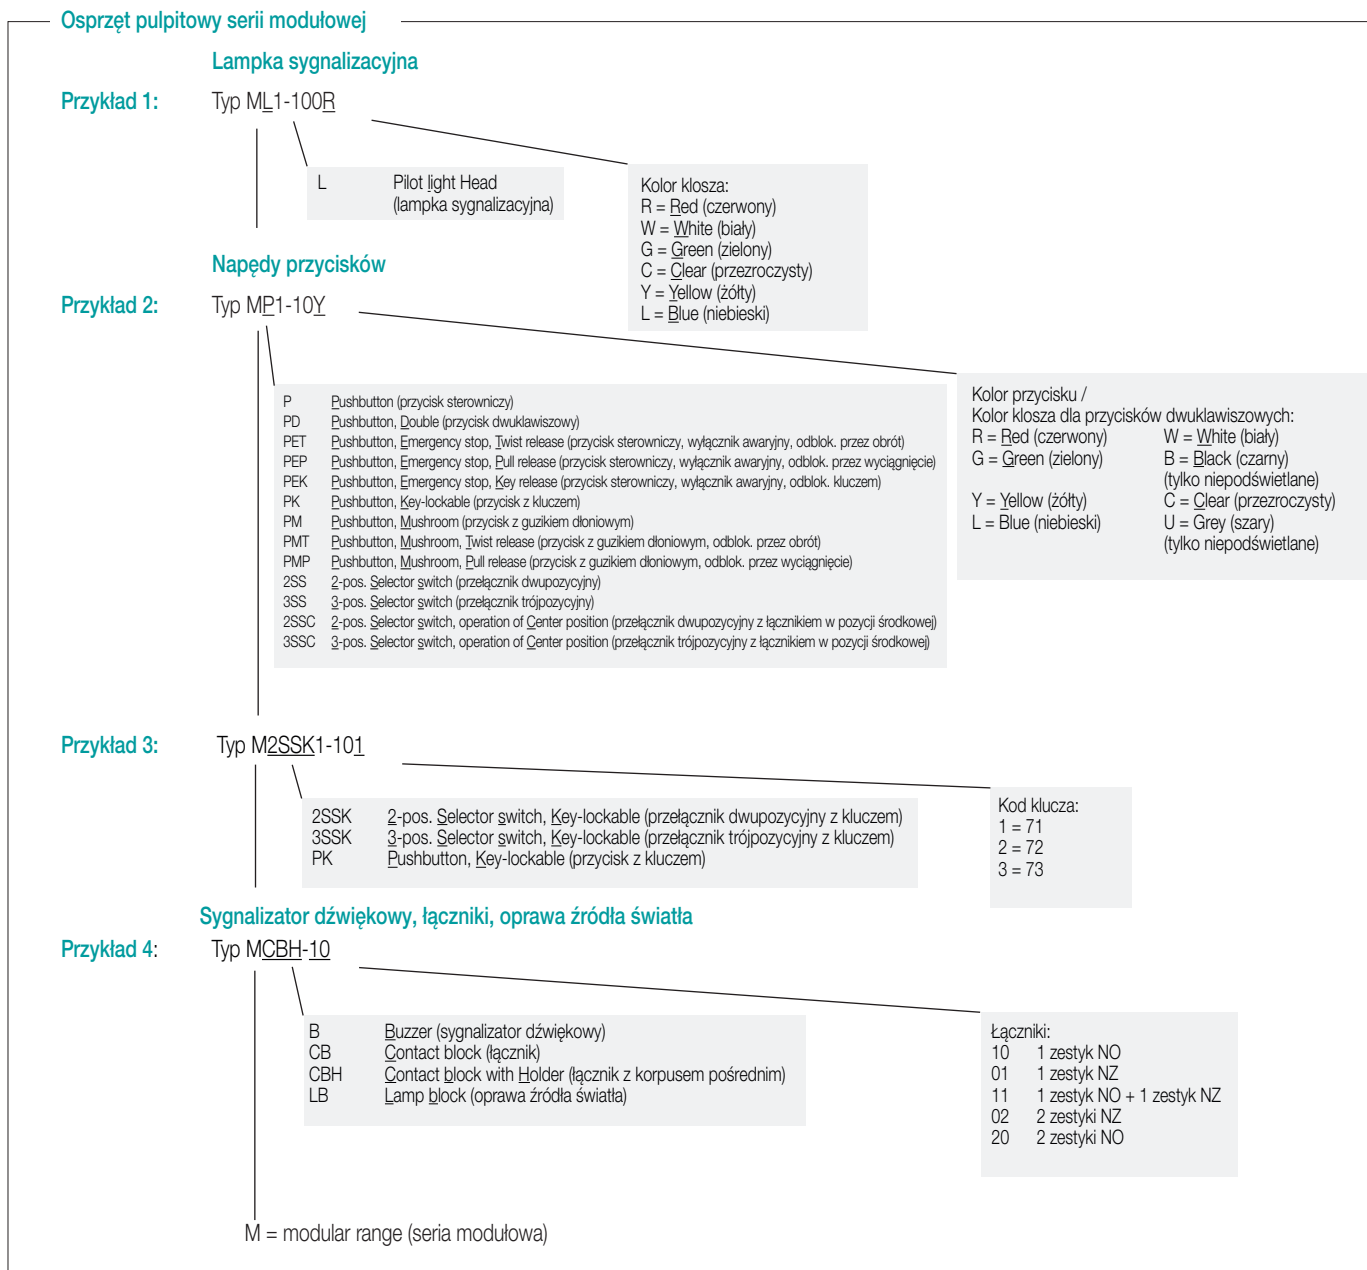 Osprzęt pulpitowy serii modułowej
Lampka sygnalizacyjna
Przykład 1: Typ ML1-100R
L Pilot light Head
(lampka sygnalizacyjna)
Kolor klosza:
R = Red (czerwony)
W = White (biały)
G = Green (zielony)
C = Clear (przezroczysty)
Y = Yellow (żółty)
L = Blue (niebieski)
Napędy przycisków
Przykład 2: Typ MP1-10Y
P Pushbutton (przycisk sterowniczy)
PD Pushbutton, Double (przycisk dwuklawiszowy)
PET Pushbutton, Emergency stop, Twist release (przycisk sterowniczy, wyłącznik awaryjny, odblok. przez obrót)
PEP Pushbutton, Emergency stop, Pull release (przycisk sterowniczy, wyłącznik awaryjny, odblok. przez wyciągnięcie)
PEK Pushbutton, Emergency stop, Key release (przycisk sterowniczy, wyłącznik awaryjny, odblok. kluczem)
PK Pushbutton, Key-lockable (przycisk z kluczem)
PM Pushbutton, Mushroom (przycisk z guzikiem dłoniowym)
PMT Pushbutton, Mushroom, Twist release (przycisk z guzikiem dłoniowym, odblok. przez obrót)
PMP Pushbutton, Mushroom, Pull release (przycisk z guzikiem dłoniowym, odblok. przez wyciągnięcie)
2SS 2-pos. Selector switch (przełącznik dwupozycyjny)
3SS 3-pos. Selector switch (przełącznik trójpozycyjny)
2SSC 2-pos. Selector switch, operation of Center position (przełącznik dwupozycyjny z łącznikiem w pozycji środkowej)
3SSC 3-pos. Selector switch, operation of Center position (przełącznik trójpozycyjny z łącznikiem w pozycji środkowej)
Kolor przycisku /
Kolor klosza dla przycisków dwuklawiszowych:
R = Red (czerwony) W = White (biały)
G = Green (zielony) B = Black (czarny)
(tylko niepodświetlane)
Y = Yellow (żółty) C = Clear (przezroczysty)
L = Blue (niebieski) U = Grey (szary)
(tylko niepodświetlane)
Przykład 3: Typ M2SSK1-101
2SSK 2-pos. Selector switch, Key-lockable (przełącznik dwupozycyjny z kluczem)
3SSK 3-pos. Selector switch, Key-lockable (przełącznik trójpozycyjny z kluczem)
PK Pushbutton, Key-lockable (przycisk z kluczem)
Kod klucza:
1 = 71
2 = 72
3 = 73
Sygnalizator dźwiękowy, łączniki, oprawa źródła światła
Przykład 4: Typ MCBH-10
B Buzzer (sygnalizator dźwiękowy)
CB Contact block (łącznik)
CBH Contact block with Holder (łącznik z korpusem pośrednim)
LB Lamp block (oprawa źródła światła)
Łączniki:
10 1 zestyk NO
01 1 zestyk NZ
11 1 zestyk NO + 1 zestyk NZ
02 2 zestyki NZ
20 2 zestyki NO
M = modular range (seria modułowa)